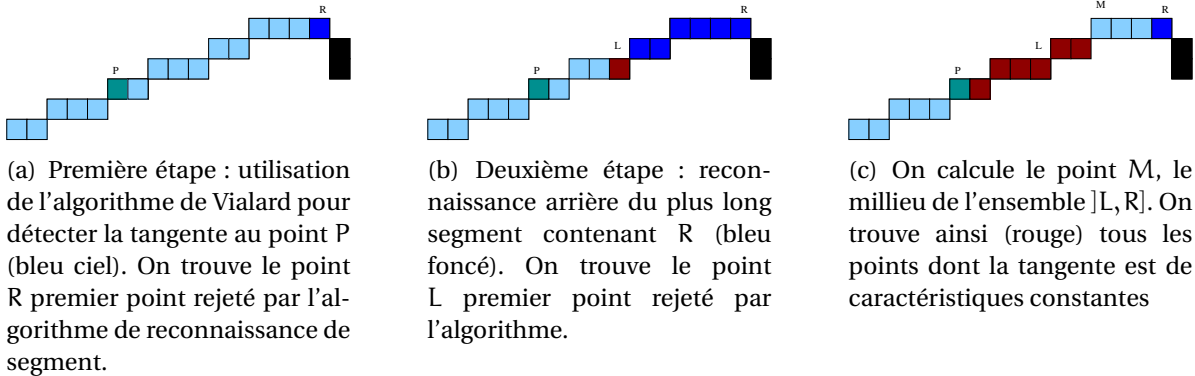 R
P
R
L
P
M
R
L
P
(a) Première étape : utilisation
de l'algorithme de Vialard pour
détecter la tangente au point P
(bleu ciel). On trouve le point
R premier point rejeté par l'al-
gorithme de reconnaissance de
segment.
(b) Deuxième étape : recon-
naissance arrière du plus long
segment contenant R (bleu
foncé). On trouve le point
L premier point rejeté par
l'algorithme.
(c) On calcule le point M, le
milieu de l'ensemble ]L,R]. On
trouve ainsi (rouge) tous les
points dont la tangente est de
caractéristiques constantes